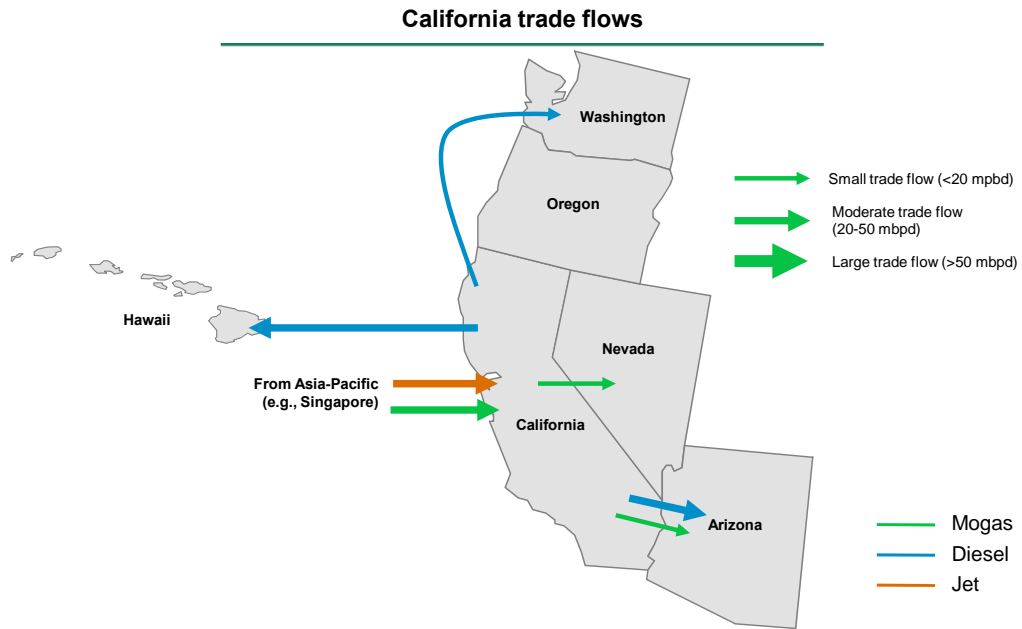 California trade flows
Washington
Oregon
Small trade flow (<20 mpbd)
Moderate trade flow
(20-50 mbpd)
Large trade flow (>50 mbpd)
Hawaii
Nevada
From Asia-Pacific
(e.g., Singapore)
California
Arizona
Mogas
Diesel
Jet